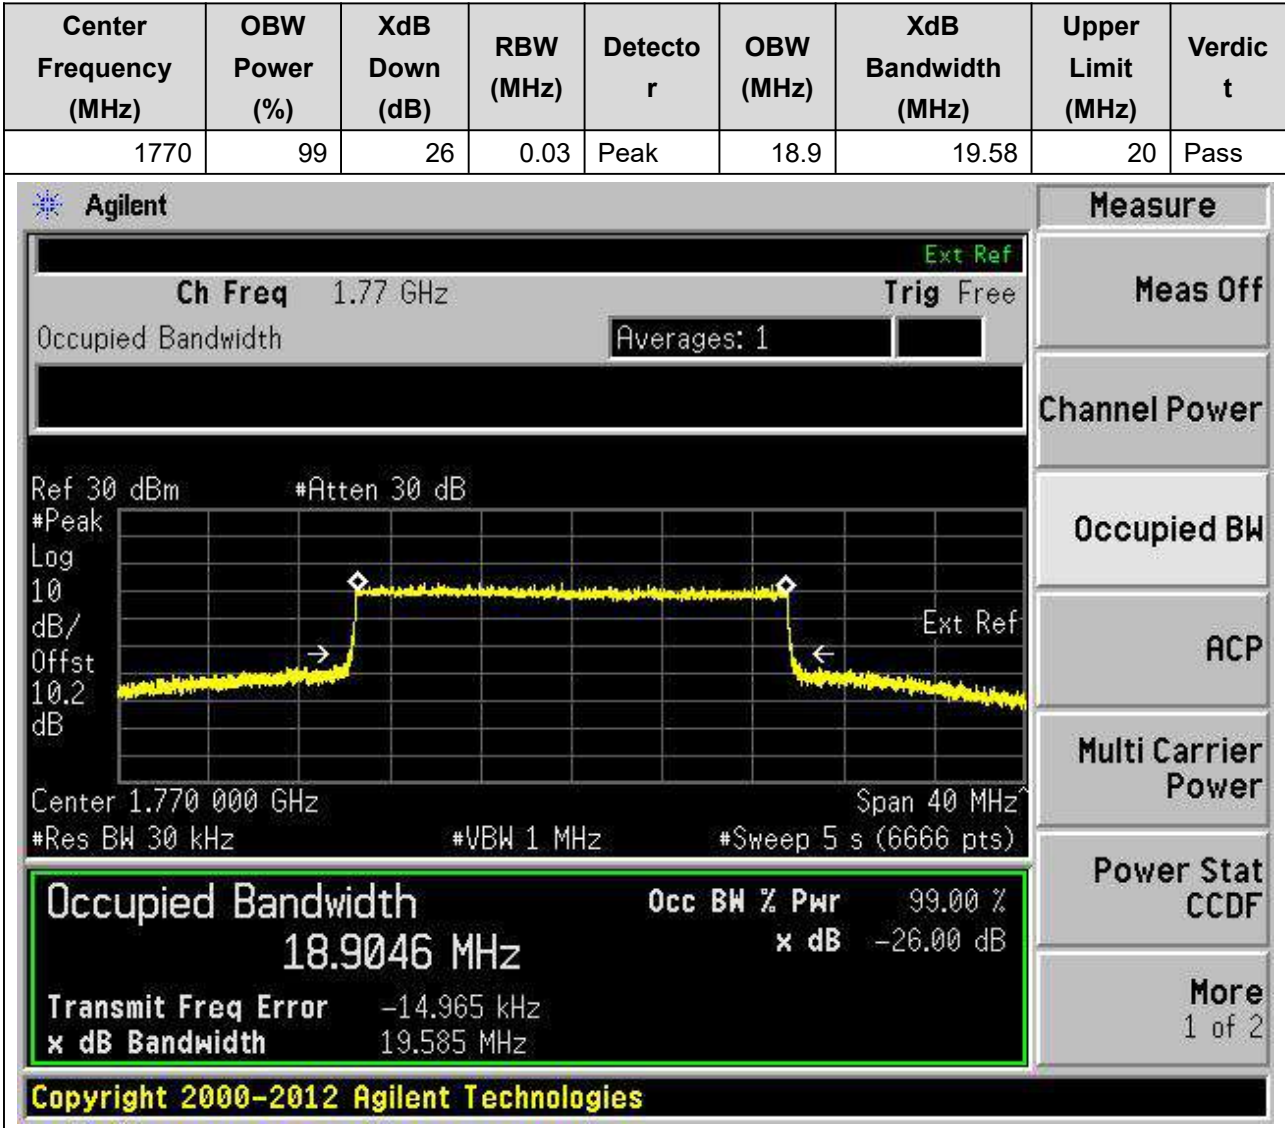 Center Frequency (MHz) OBW Power (%) XdB Down (dB) RBW (MHz) Detecto r OBW (MHz) XdB Bandwidth (MHz) Upper Limit (MHz) Verdic t
1770 99 26 0.03 Peak 18.9 19.58 20 Pass
Agilent
Measure
Ext Ref
Ch Freq 1.77 GHz Trig Free
Meas Off
Occupied Bandwidth Averages: 1
Channel Power
Ref 30 dBm #Atten 30 dB
#Peak
Log
10
dB/
Offst
10.2
dB
Ext Ref
Occupied BW
ACP
Center 1.770 000 GHz Span 40 MHz^
#Res BW 30 kHz #VBW 1 MHz #Sweep 5 s (6666 pts)
Multi Carrier
Power
Occupied Bandwidth Occ BW % Pwr 99.00 %
18.9046 MHz x dB -26.00 dB
Power Stat
CCDF
Transmit Freq Error -14.965 kHz
x dB Bandwidth 19.585 MHz
More
1 of 2
Copyright 2000-2012 Agilent Technologies